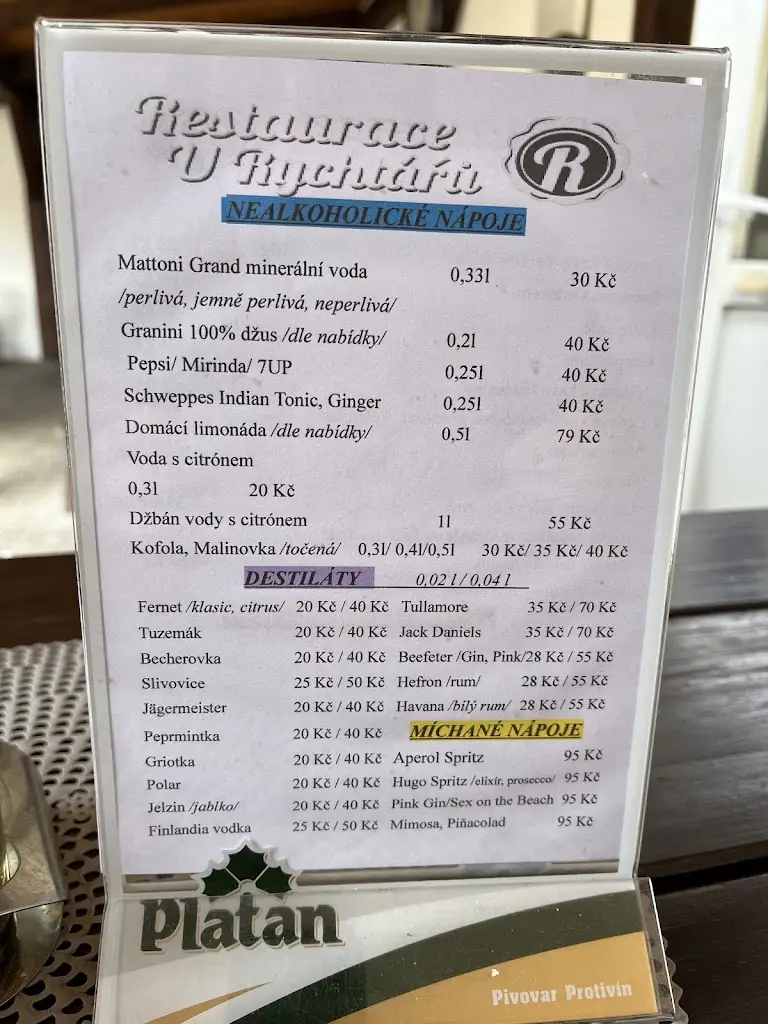 Restaurace
U Rychtářů
R
NEALKOHOLICKÉ NÁPOJE
Mattoni Grand minerální voda 0,33l 30 Kč
/perlivá, jemně perlivá, neperlivá/
Granini 100% džus /dle nabídky/ 0,2l 40 Kč
Pepsi/ Mirinda/ 7UP 0,25l 40 Kč
Schweppes Indian Tonic, Ginger 0,25l 40 Kč
Domácí limonáda /dle nabídky/ 0,5l 79 Kč
Voda s citrónem
0,3l 20 Kč
Džbán vody s citrónem 1l 55 Kč
Kofola, Malinovka /točená/ 0,3l/ 0,4l/0,5l 30 Kč/ 35 Kč/ 40 Kč
DESTILÁTY 0,02 l / 0,04 l
Fernet /klasic, citrus/ 20 Kč / 40 Kč Tullamore 35 Kč / 70 Kč
Tuzemák 20 Kč / 40 Kč Jack Daniels 35 Kč / 70 Kč
Becherovka 20 Kč / 40 Kč Beefeter /Gin, Pink/28 Kč / 55 Kč
Slivovice 25 Kč / 50 Kč Hefron /rum/ 28 Kč / 55 Kč
Jägermeister 20 Kč / 40 Kč Havana /bílý rum/ 28 Kč / 55 Kč
Peprmintka 20 Kč / 40 Kč MÍCHANÉ NÁPOJE
Griotka 20 Kč / 40 Kč Aperol Spritz 95 Kč
Polar 20 Kč / 40 Kč Hugo Spritz /elixír, prosecco/ 95 Kč
Jelzin /jablko/ 20 Kč / 40 Kč Pink Gin/Sex on the Beach 95 Kč
Finlandia vodka 25 Kč / 50 Kč Mimosa, Piňacolad 95 Kč
Platan
Pivovar Protivín